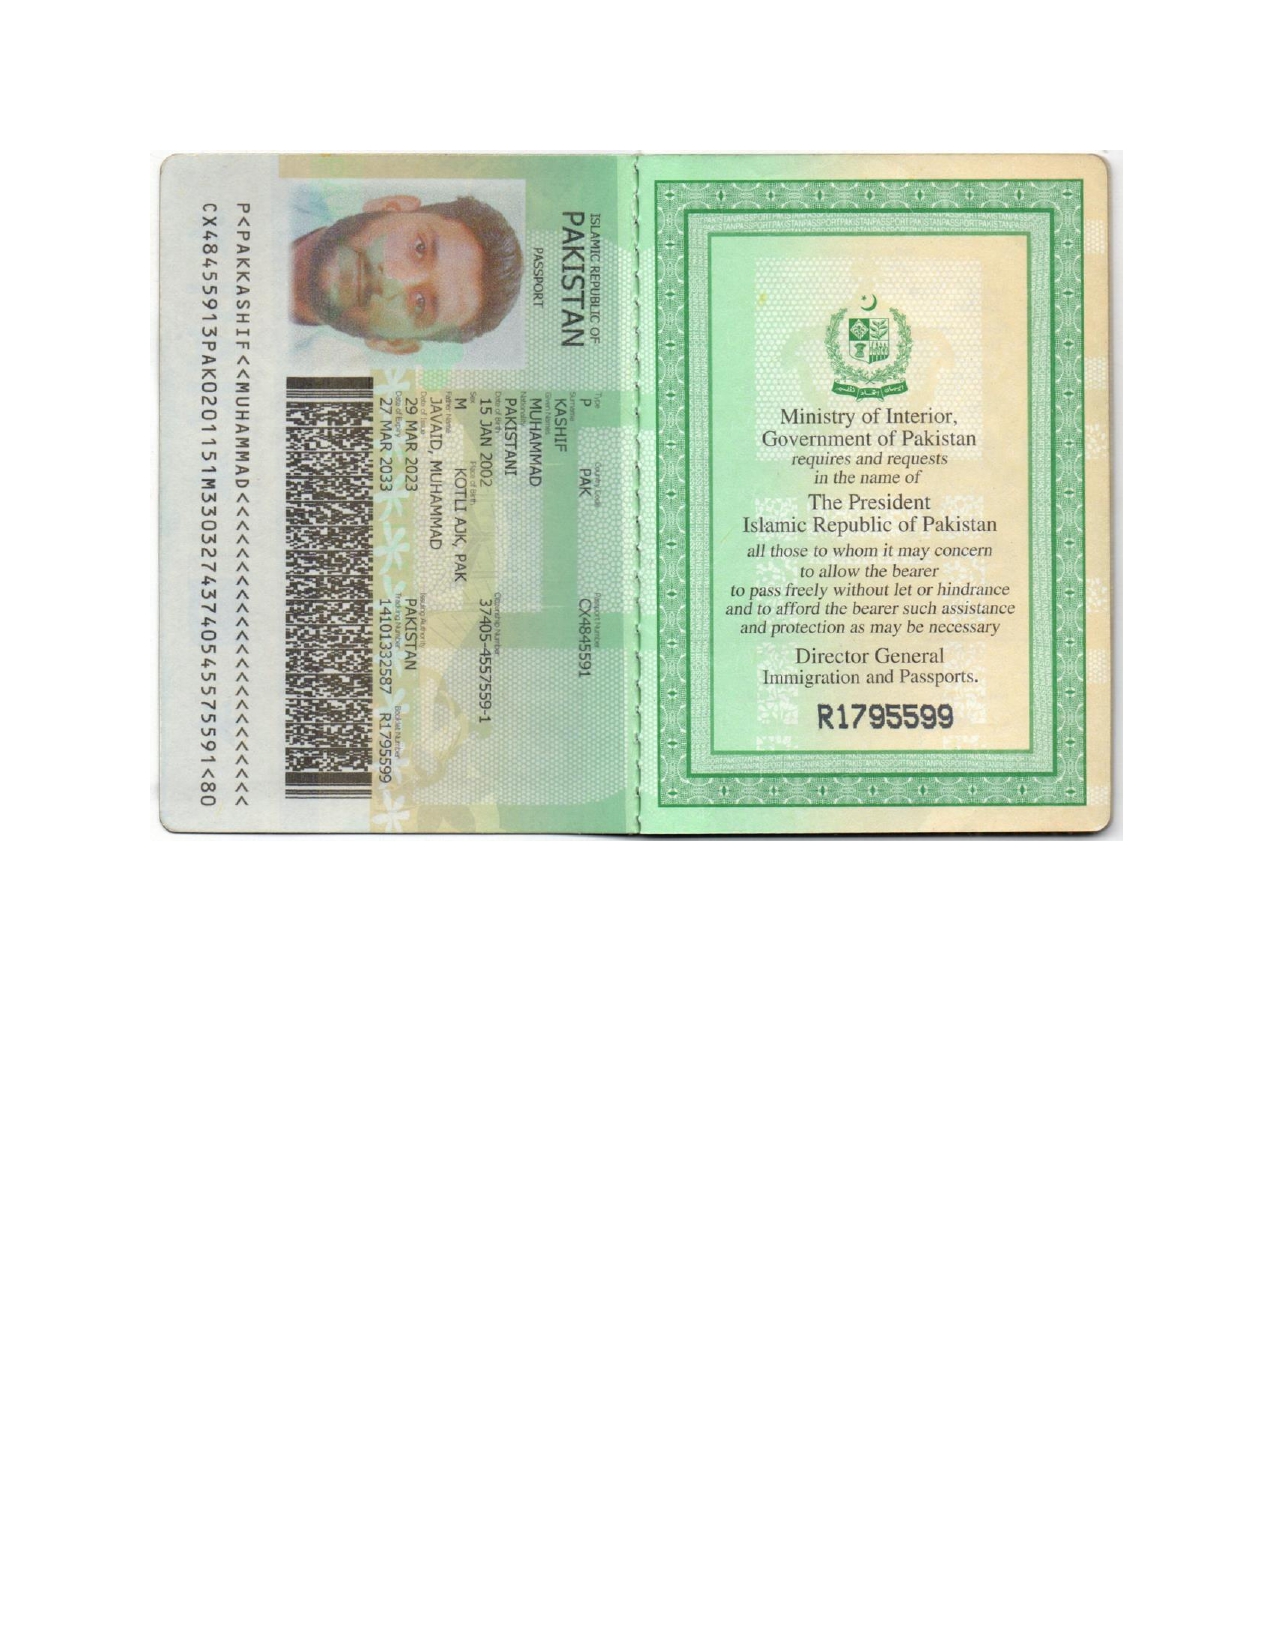 ISLAMIC REPUBLIC OF
PAKISTAN
PASSPORT
Type Country Code Passport Number
P PAK CX4845591
Surname
KASHIF
Given Names
MUHAMMAD
Nationality
PAKISTANI
Date of Birth Citizenship Number
15 JAN 2002 37405-4557559-1
Sex Place of Birth
M KOTLI AJK, PAK
Father Name
JAVAID, MUHAMMAD
Date of Issue Issuing Authority
29 MAR 2023 PAKISTAN
Date of Expiry Tracking Number Booklet Number
27 MAR 2033 14101332587 R1795599
P<PAKKASHIF<<MUHAMMAD<<<<<<<<<<<<<<<<<<<<<<<
CX48455913PAK0201151M33032743740545575591<80
Ministry of Interior,
Government of Pakistan
requires and requests
in the name of
The President
Islamic Republic of Pakistan
all those to whom it may concern
to allow the bearer
to pass freely without let or hindrance
and to afford the bearer such assistance
and protection as may be necessary
Director General
Immigration and Passports.
R1795599